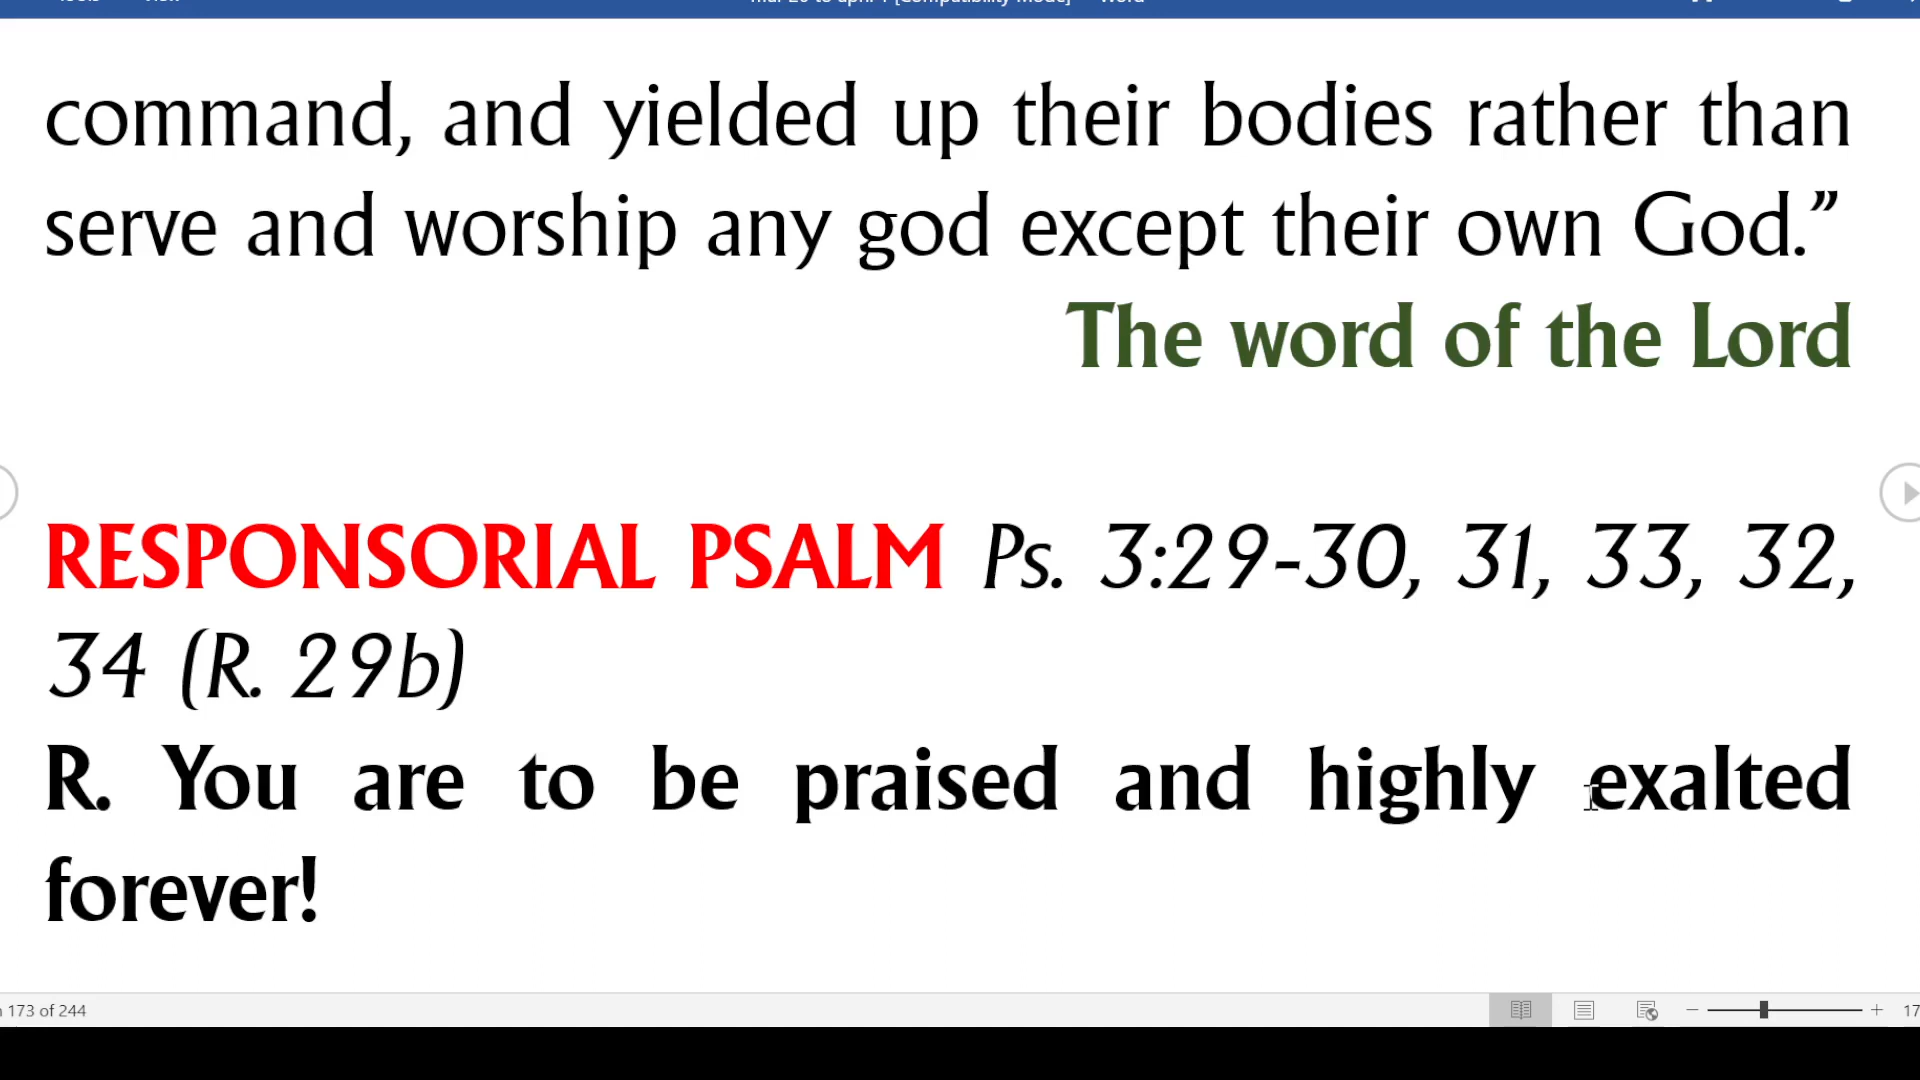 command, and yielded up their bodies rather than
serve and worship any god except their own God.”
The word of the Lord
RESPONSORIAL PSALM Ps. 3:29-30, 31, 33, 32,
34 (R. 29b)
R. You are to be praised and highly exalted
forever!
173 of 244